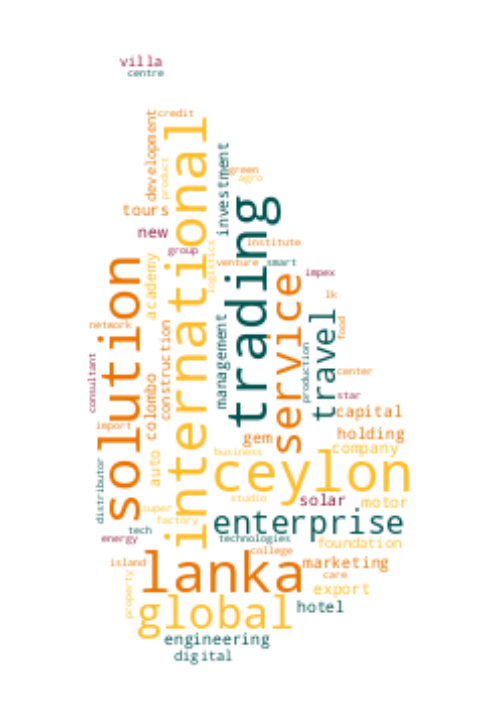 villa
centre
credit
development
international
product
investment
green
agro
tours
trading
new
institute
group
logistics
venture
smart
solution
academy
impex
service
lk
travel
food
network
construction
management
production
consultant
colombo
center
star
import
capital
gem
holding
company
auto
business
ceylon
distributor
studio
solar
motor
super
factory
enterprise
tech
energy
technologies
foundation
college
island
lanka
marketing
care
property
export
global
hotel
engineering
digital